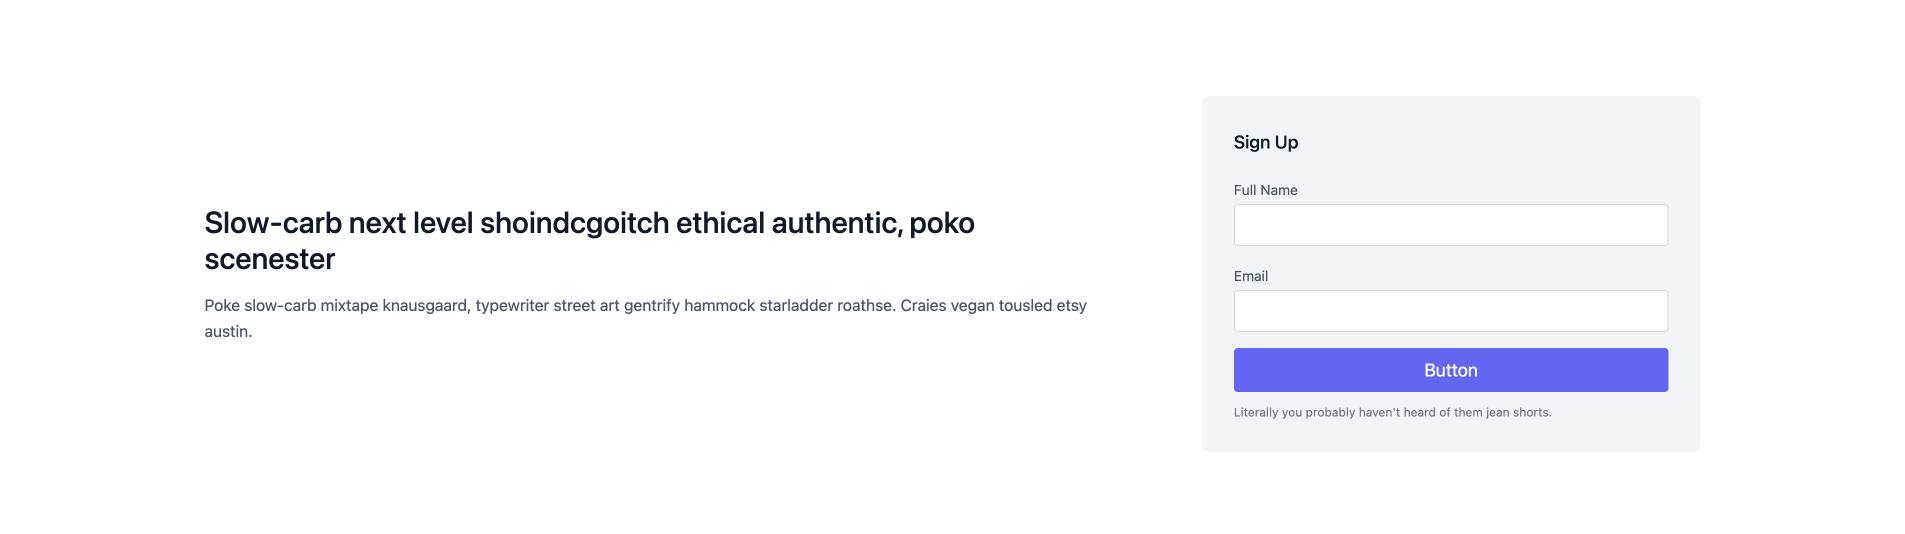 Slow-carb next level shoindcgoitch ethical authentic, poko
scenester
Poke slow-carb mixtape knausgaard, typewriter street art gentrify hammock starladder roathse. Craies vegan tousled etsy
austin.
Sign Up
Full Name
Email
Button
Literally you probably haven't heard of them jean shorts.